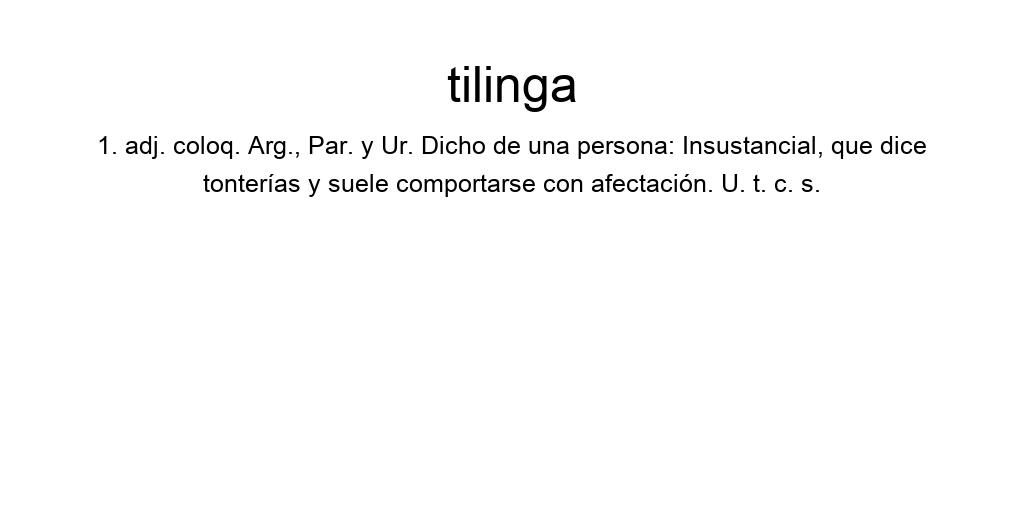 tilinga
1. adj. coloq. Arg., Par. y Ur. Dicho de una persona: Insustancial, que dice
tonterías y suele comportarse con afectación. U. t. c. s.